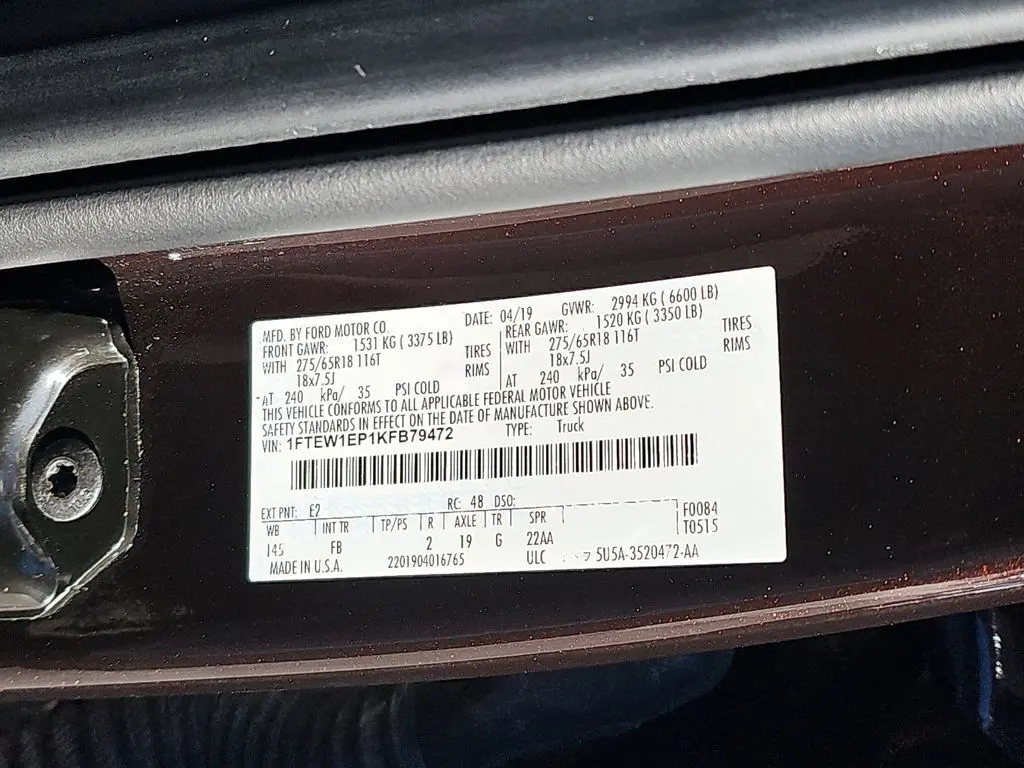 MFD. BY FORD MOTOR CO.
DATE: 04/19 GVWR: 2994 KG ( 6600 LB)
FRONT GAWR: 1531 KG ( 3375 LB)
WITH 275/65R18 116T TIRES
18x7.5J RIMS
AT 240 kPa/ 35 PSI COLD
REAR GAWR: 1520 KG ( 3350 LB)
WITH 275/65R18 116T TIRES
18x7.5J RIMS
AT 240 kPa/ 35 PSI COLD
THIS VEHICLE CONFORMS TO ALL APPLICABLE FEDERAL MOTOR VEHICLE
SAFETY STANDARDS IN EFFECT ON THE DATE OF MANUFACTURE SHOWN ABOVE.
VIN: 1FTEW1EP1KFB79472 TYPE: Truck
EXT PNT: E2 RC: 48 DSO: F0084
WB INT TR TP/PS R AXLE TR SPR T0515
145 FB 2 19 G 22AA
MADE IN U.S.A. 2201904016765 ULC 5U5A-3520472-AA